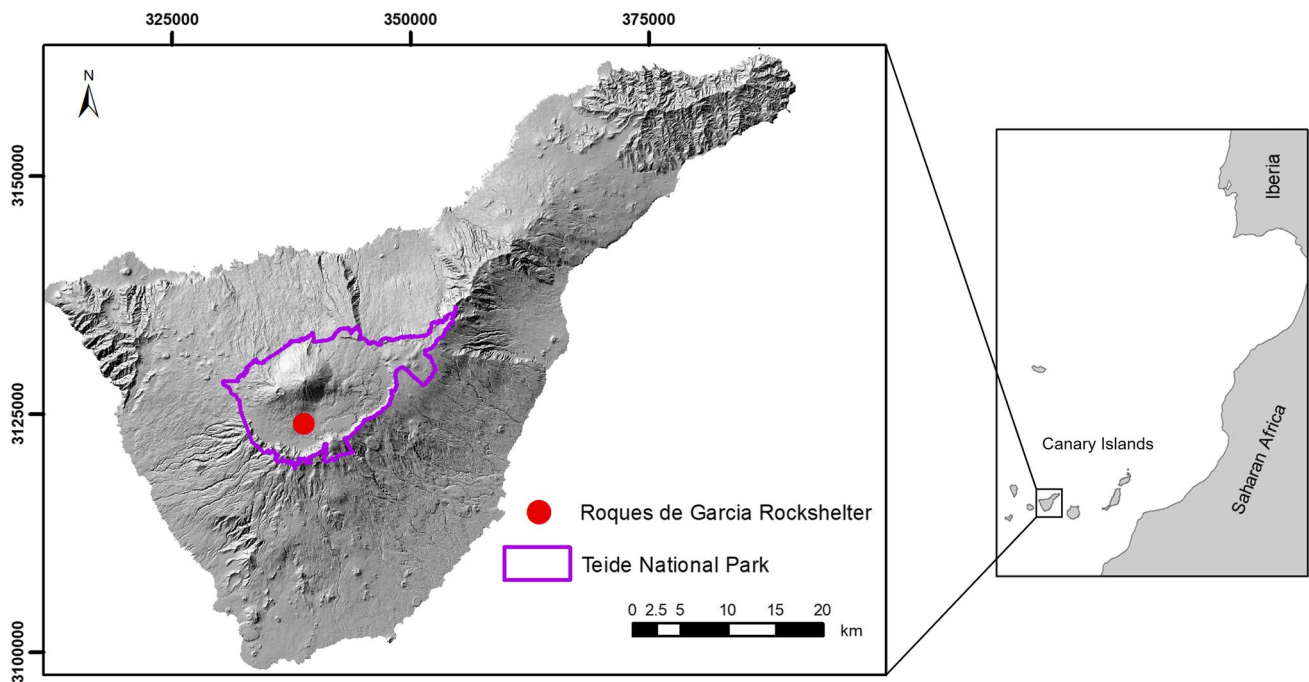 325000 350000 375000
N
3150000
3125000
3100000
Roques de Garcia Rockshelter
Teide National Park
0 2.5 5 10 15 20
km
Iberia
Canary Islands
Saharan Africa